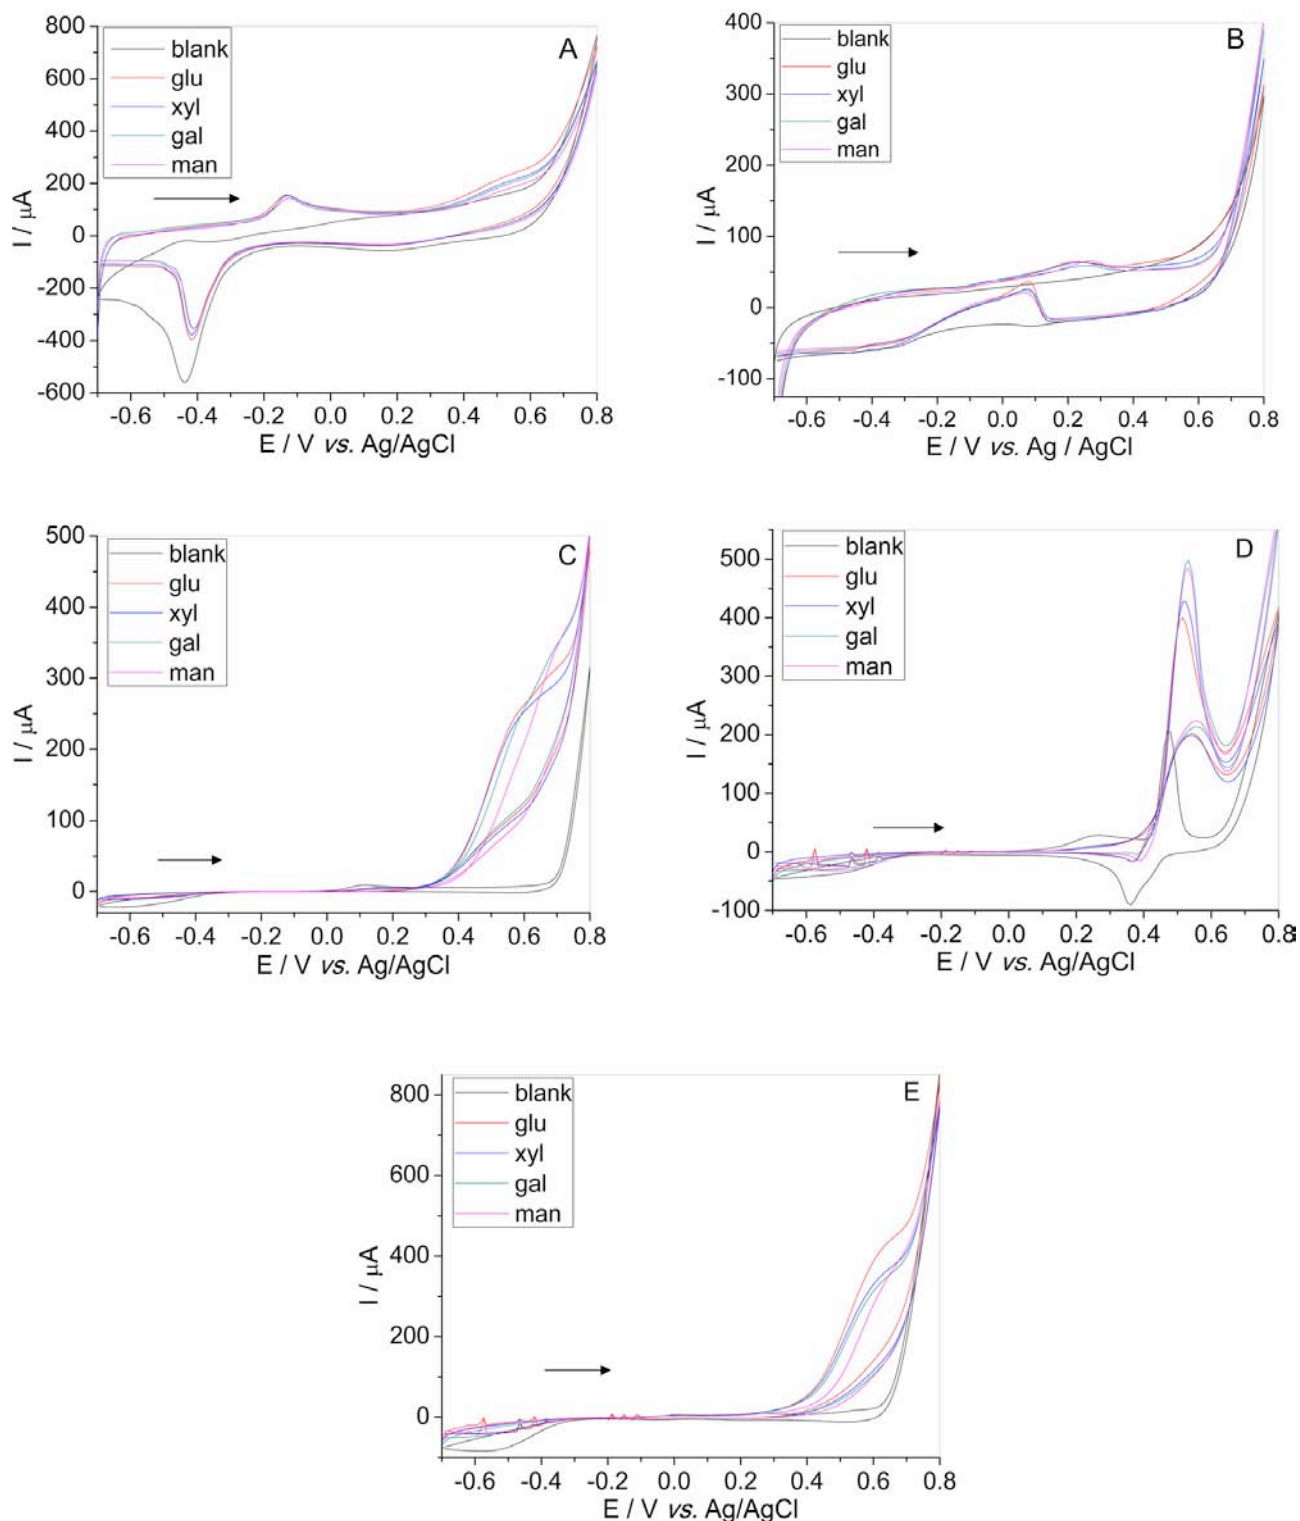 A
blank
glu
xyl
gal
man
800
600
400
200
0
-200
-400
-600
I / μA
-0.6 -0.4 -0.2 0.0 0.2 0.4 0.6 0.8
E / V vs. Ag/AgCl
B
blank
glu
xyl
gal
man
400
300
200
100
0
-100
I / μA
-0.6 -0.4 -0.2 0.0 0.2 0.4 0.6 0.8
E / V vs. Ag / AgCl
C
blank
glu
xyl
gal
man
500
400
300
200
100
0
I / μA
-0.6 -0.4 -0.2 0.0 0.2 0.4 0.6 0.8
E / V vs. Ag/AgCl
D
blank
glu
xyl
gal
man
500
400
300
200
100
0
-100
I / μA
-0.6 -0.4 -0.2 0.0 0.2 0.4 0.6 0.8
E / V vs. Ag/AgCl
E
blank
glu
xyl
gal
man
800
600
400
200
0
I / μA
-0.6 -0.4 -0.2 0.0 0.2 0.4 0.6 0.8
E / V vs. Ag/AgCl